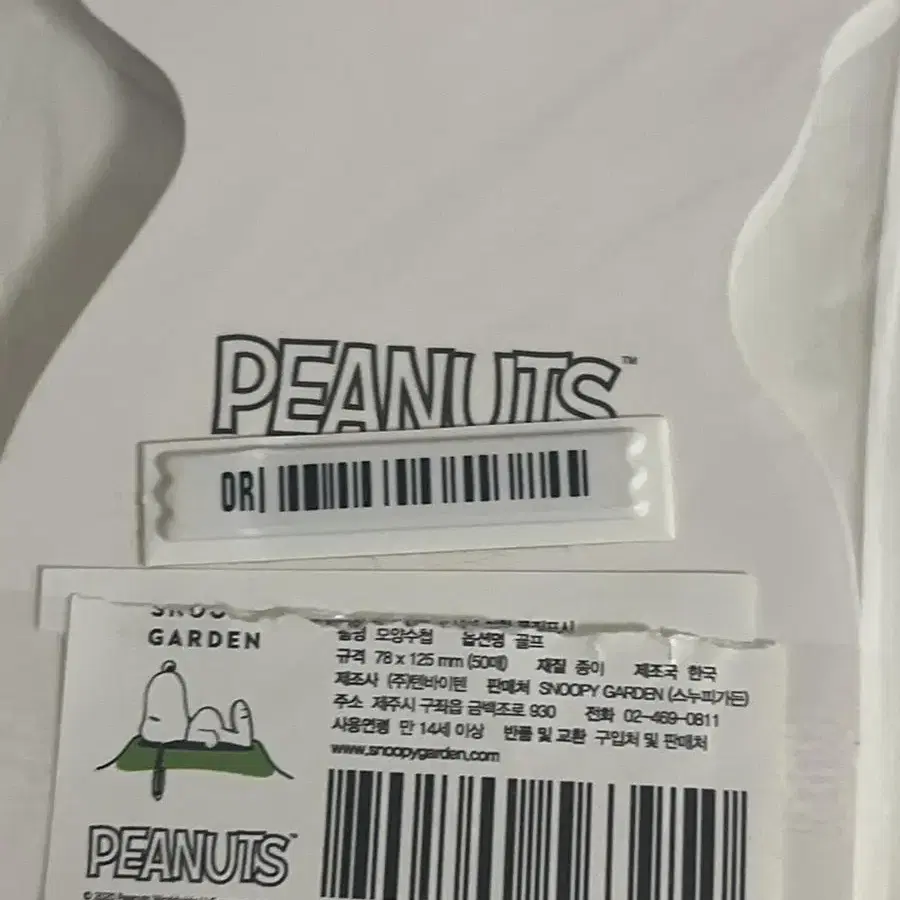 PEANUTS™
DR
GARDEN
모양수첩 옵션명 골프
규격 78 x 125 mm (50매) 재질 종이 제조국 한국
제조사 (주)텐바이텐 판매처 SNOOPY GARDEN (스누피가든)
주소 제주시 구좌읍 금백조로 930 전화 02-469-0811
사용연령 만 14세 이상 반품 및 교환 구입처 및 판매처
www.snoopygarden.com
PEANUTS™